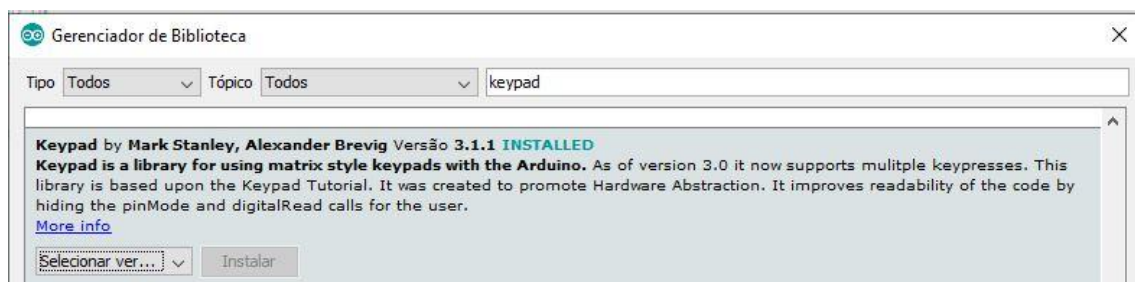 Gerenciador de Biblioteca
Tipo Todos Tópico Todos keypad
Keypad by Mark Stanley, Alexander Brevig Versão 3.1.1 INSTALLED
Keypad is a library for using matrix style keypads with the Arduino. As of version 3.0 it now supports mulitple keypresses. This
library is based upon the Keypad Tutorial. It was created to promote Hardware Abstraction. It improves readability of the code by
hiding the pinMode and digitalRead calls for the user.
More info
Selecionar ver... Instalar